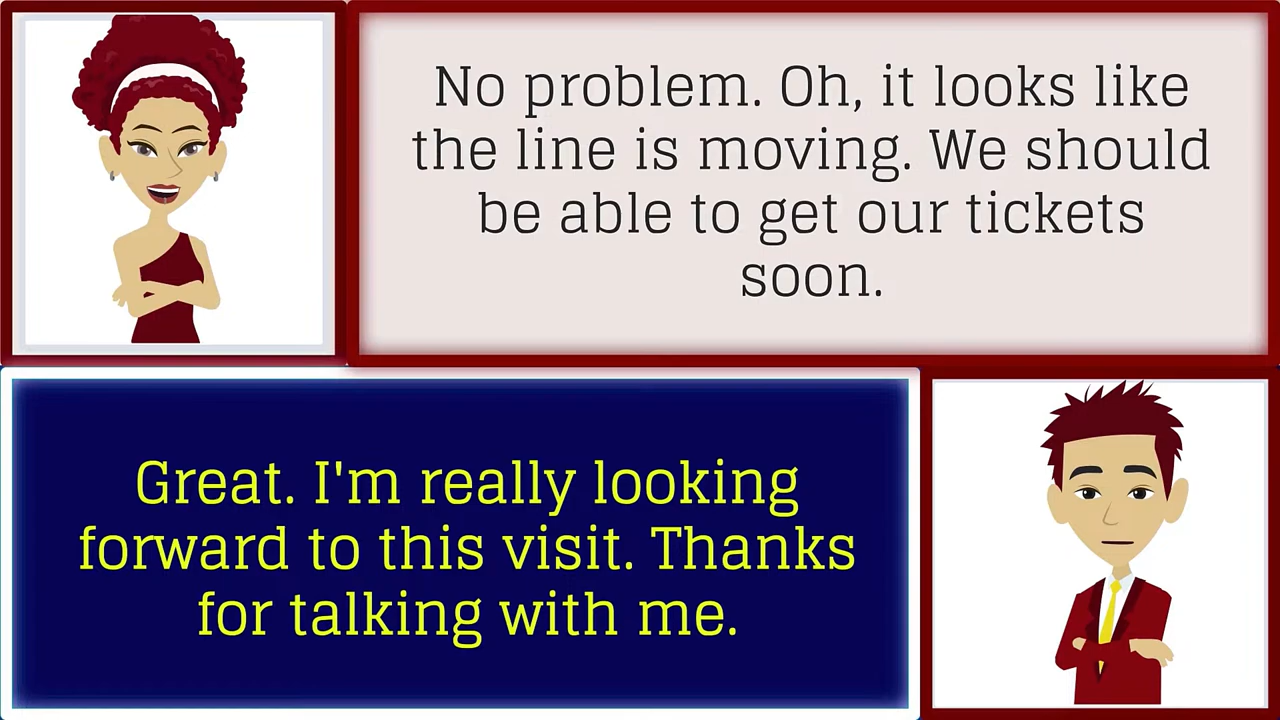 No problem. Oh, it looks like
the line is moving. We should
be able to get our tickets
soon.
Great. I'm really looking
forward to this visit. Thanks
for talking with me.